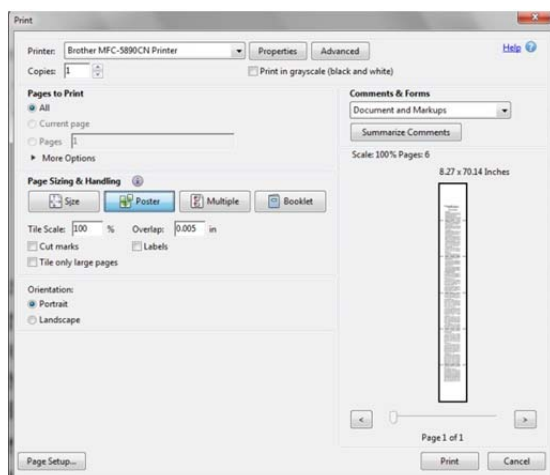 Print
Printer: Brother MFC-5890CN Printer Properties Advanced Help
Copies: 1 Print in grayscale (black and white)
Pages to Print
All
Current page
Pages 1
More Options
Page Sizing & Handling
Size Poster Multiple Booklet
Tile Scale: 100 % Overlap: 0.005 in
Cut marks Labels
Tile only large pages
Orientation:
Portrait
Landscape
Comments & Forms
Document and Markups
Summarize Comments
Scale: 100% Pages: 6
8.27 x 70.14 Inches
< >
Page 1 of 1
Page Setup... Print Cancel